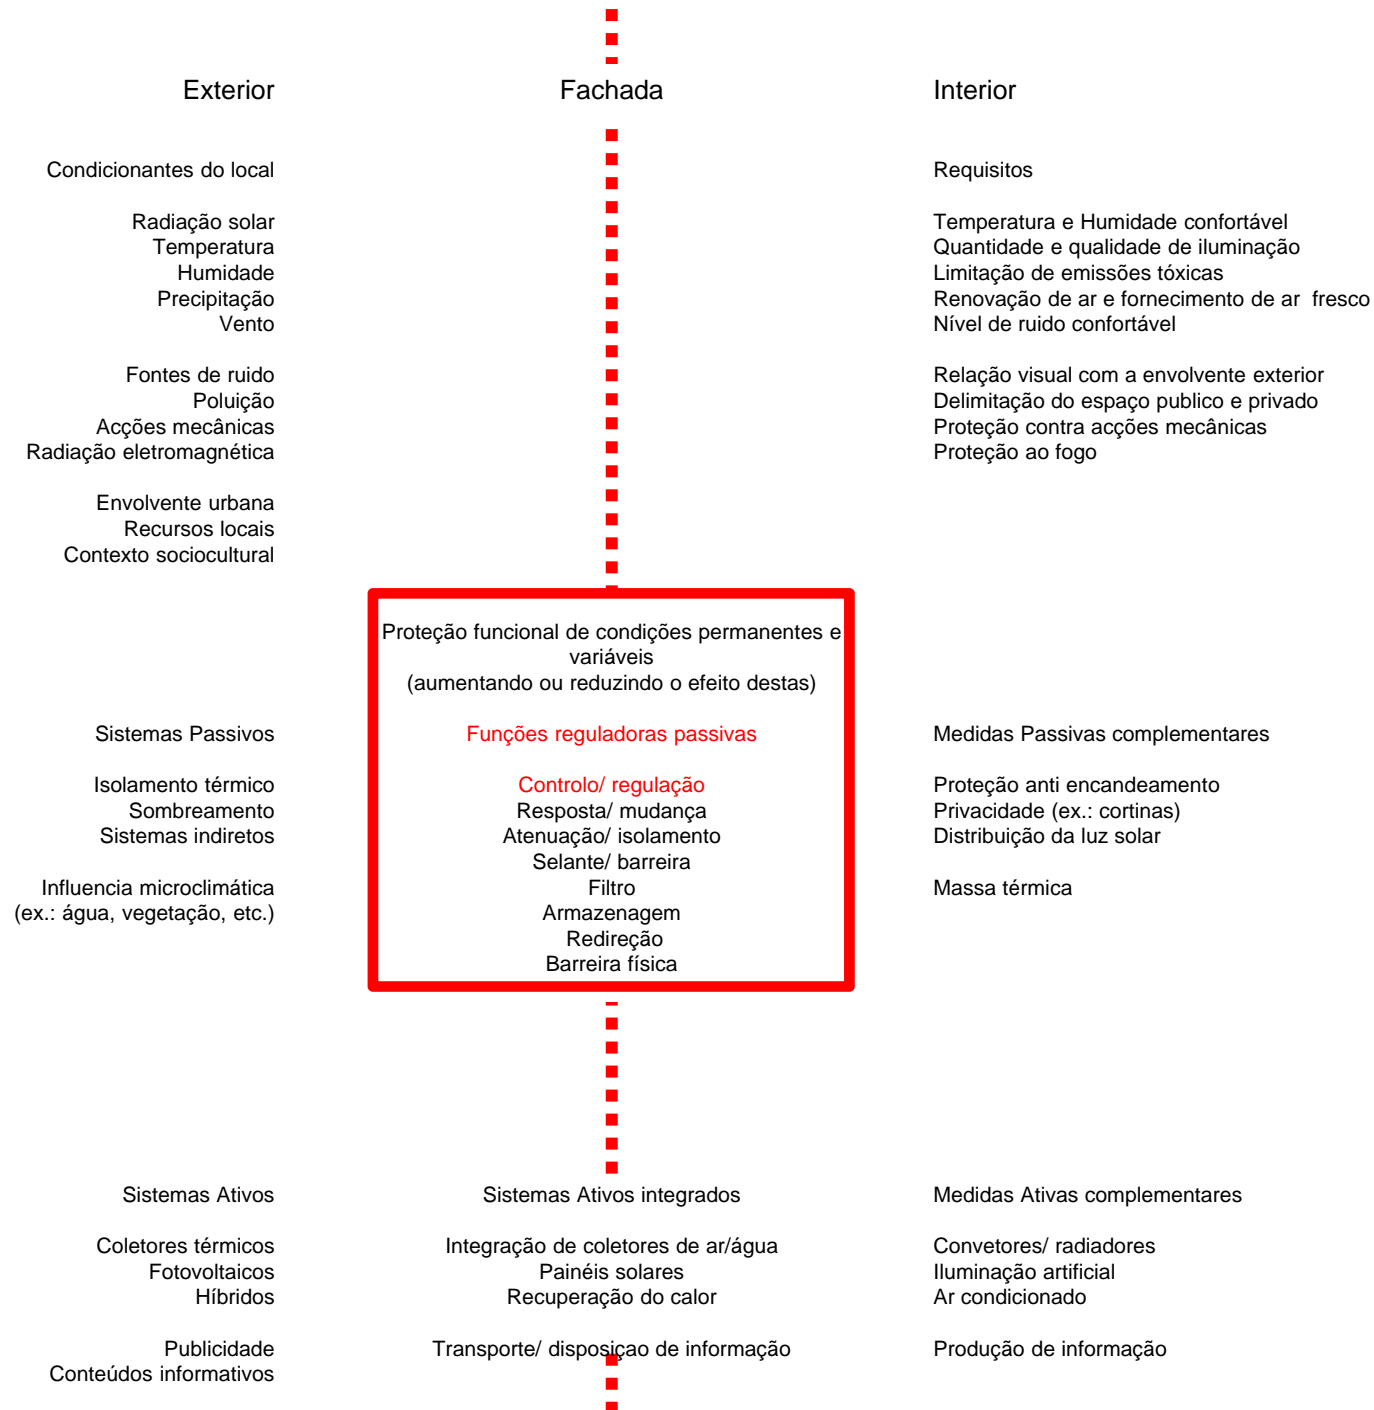 Exterior
Fachada
Interior
Condicionantes do local
Requisitos
Radiação solar
Temperatura
Humidade
Precipitação
Vento
Temperatura e Humidade confortável
Quantidade e qualidade de iluminação
Limitação de emissões tóxicas
Renovação de ar e fornecimento de ar fresco
Nível de ruido confortável
Fontes de ruido
Poluição
Acções mecânicas
Radiação eletromagnética
Relação visual com a envolvente exterior
Delimitação do espaço publico e privado
Proteção contra acções mecânicas
Proteção ao fogo
Envolvente urbana
Recursos locais
Contexto sociocultural
Proteção funcional de condições permanentes e
variáveis
(aumentando ou reduzindo o efeito destas)
Sistemas Passivos
Funções reguladoras passivas
Medidas Passivas complementares
Isolamento térmico
Sombreamento
Sistemas indiretos
Influencia microclimática
(ex.: água, vegetação, etc.)
Controlo/ regulação
Resposta/ mudança
Atenuação/ isolamento
Selante/ barreira
Filtro
Armazenagem
Redireção
Barreira física
Proteção anti encandeamento
Privacidade (ex.: cortinas)
Distribuição da luz solar
Massa térmica
Sistemas Ativos
Sistemas Ativos integrados
Medidas Ativas complementares
Coletores térmicos
Fotovoltaicos
Híbridos
Integração de coletores de ar/água
Painéis solares
Recuperação do calor
Convetores/ radiadores
Iluminação artificial
Ar condicionado
Publicidade
Conteúdos informativos
Transporte/ disposiçao de informação
Produção de informação